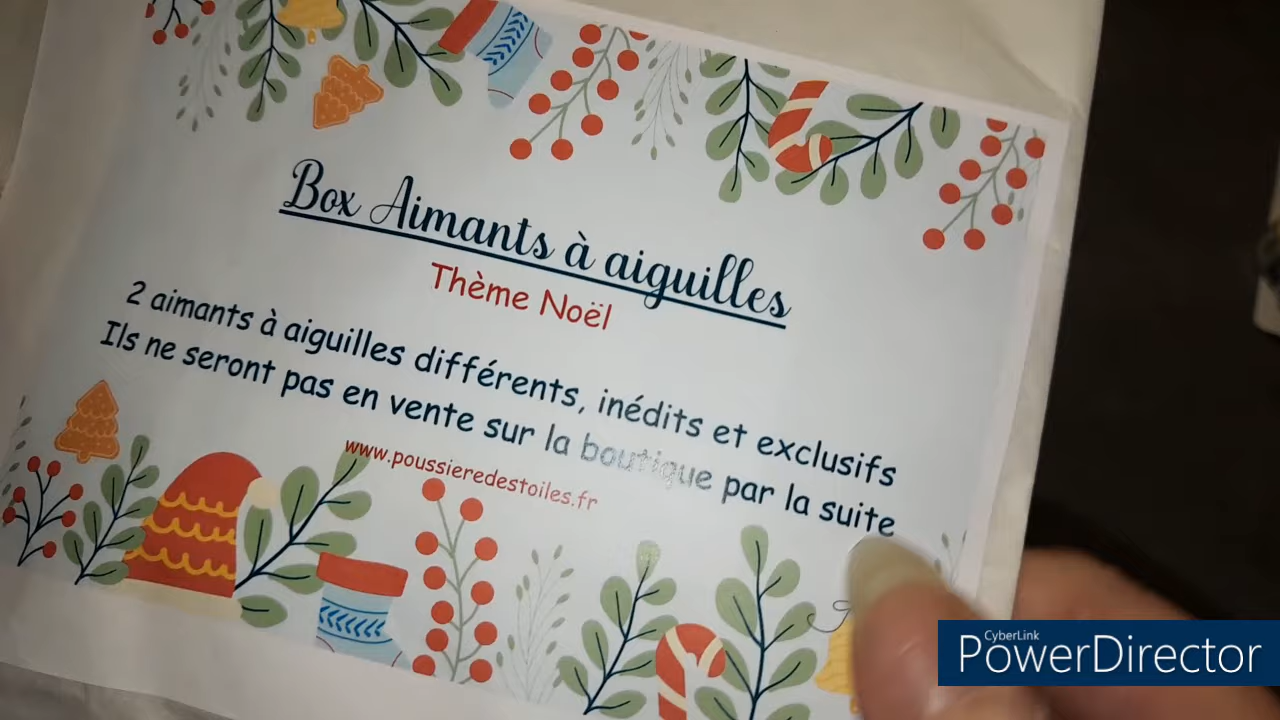 Box Aimants à aiguilles
Thème Noël
2 aimants à aiguilles différents, inédits et exclusifs
Ils ne seront pas en vente sur la boutique par la suite
www.poussieredestoiles.fr
CyberLink
PowerDirector